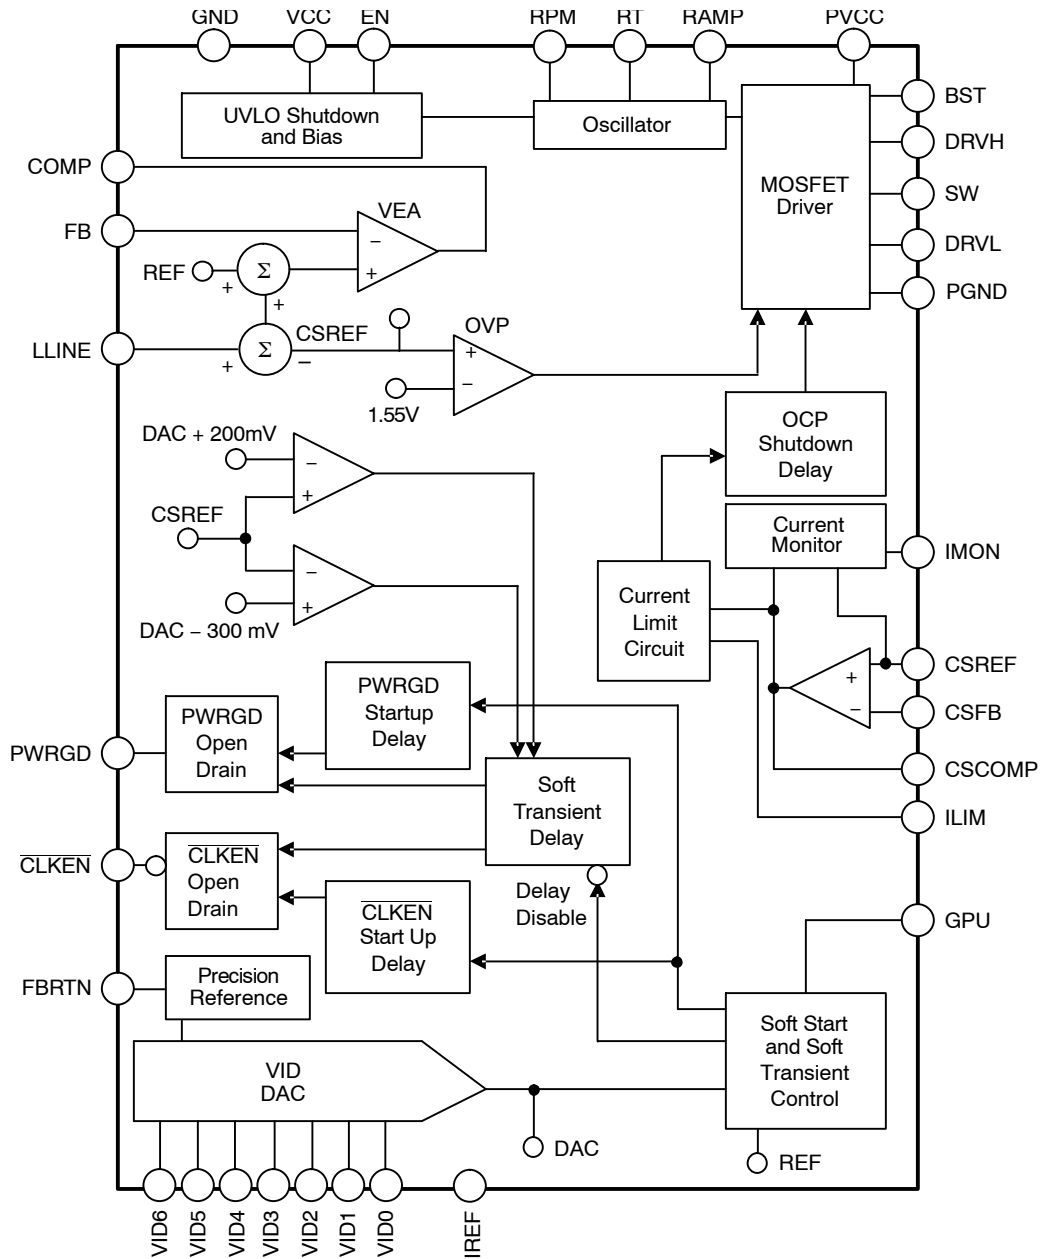 GND
VCC
EN
RPM
RT
RAMP
PVCC
UVLO Shutdown
and Bias
Oscillator
MOSFET
Driver
BST
DRVH
SW
DRVL
PGND
COMP
FB
VEA
−
+
REF
Σ
+
+
LLINE
Σ
+
−
CSREF
OVP
+
−
1.55V
OCP
Shutdown
Delay
DAC + 200mV
−
+
CSREF
−
+
DAC − 300 mV
Current
Monitor
IMON
Current
Limit
Circuit
+
−
CSREF
CSFB
CSCOMP
ILIM
PWRGD
Startup
Delay
PWRGD
Open
Drain
PWRGD
Soft
Transient
Delay
CLKEN
CLKEN
Open
Drain
Delay
Disable
CLKEN
Start Up
Delay
GPU
FBRTN
Precision
Reference
Soft Start
and Soft
Transient
Control
VID
DAC
DAC
REF
VID6
VID5
VID4
VID3
VID2
VID1
VID0
IREF